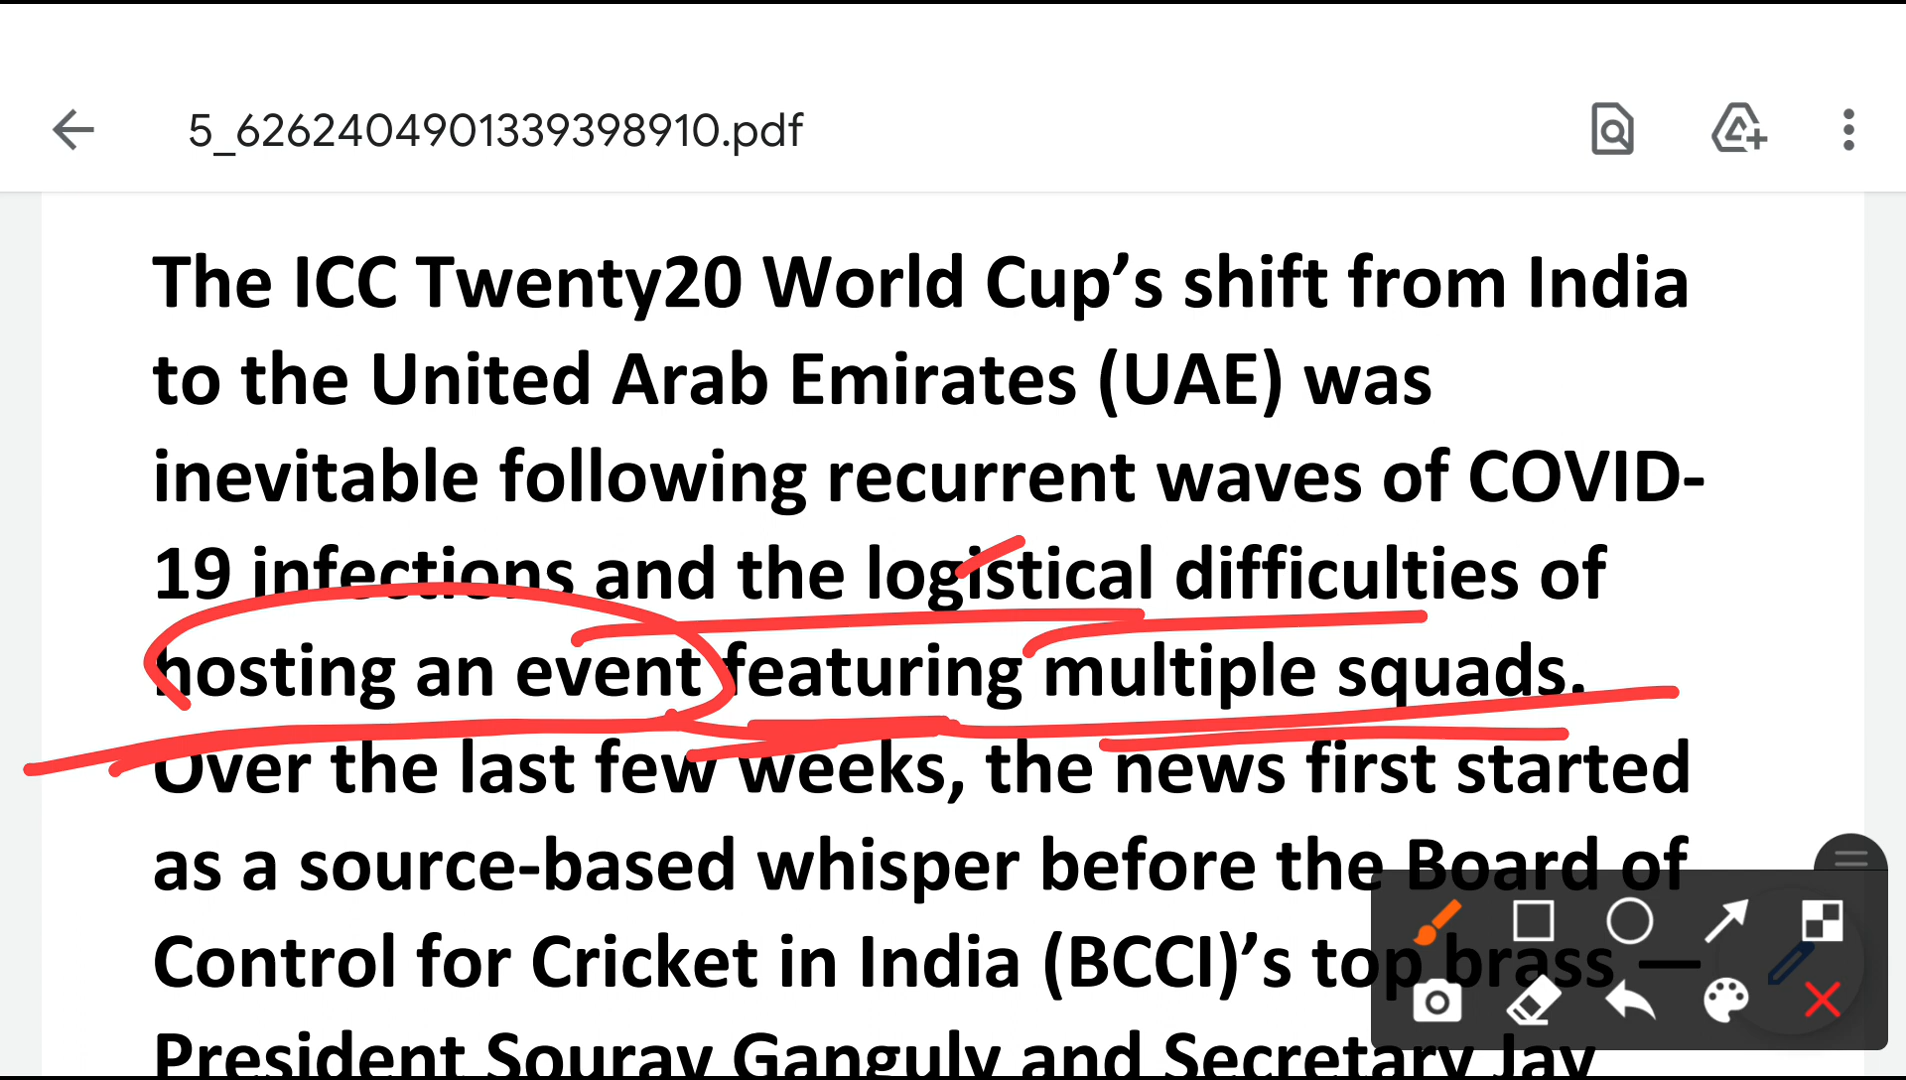 5_6262404901339398910.pdf
The ICC Twenty20 World Cup’s shift from India
to the United Arab Emirates (UAE) was
inevitable following recurrent waves of COVID-
19 infections and the logistical difficulties of
hosting an event featuring multiple squads.
Over the last few weeks, the news first started
as a source-based whisper before the Board of
Control for Cricket in India (BCCI)’s top brass —
President Sourav Ganguly and Secretary Jay